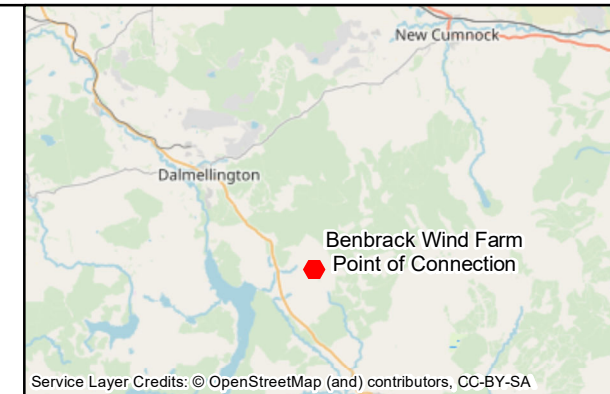 New Cumnock
Dalmellington
Benbrack Wind Farm
Point of Connection
Service Layer Credits: © OpenStreetMap (and) contributors, CC-BY-SA